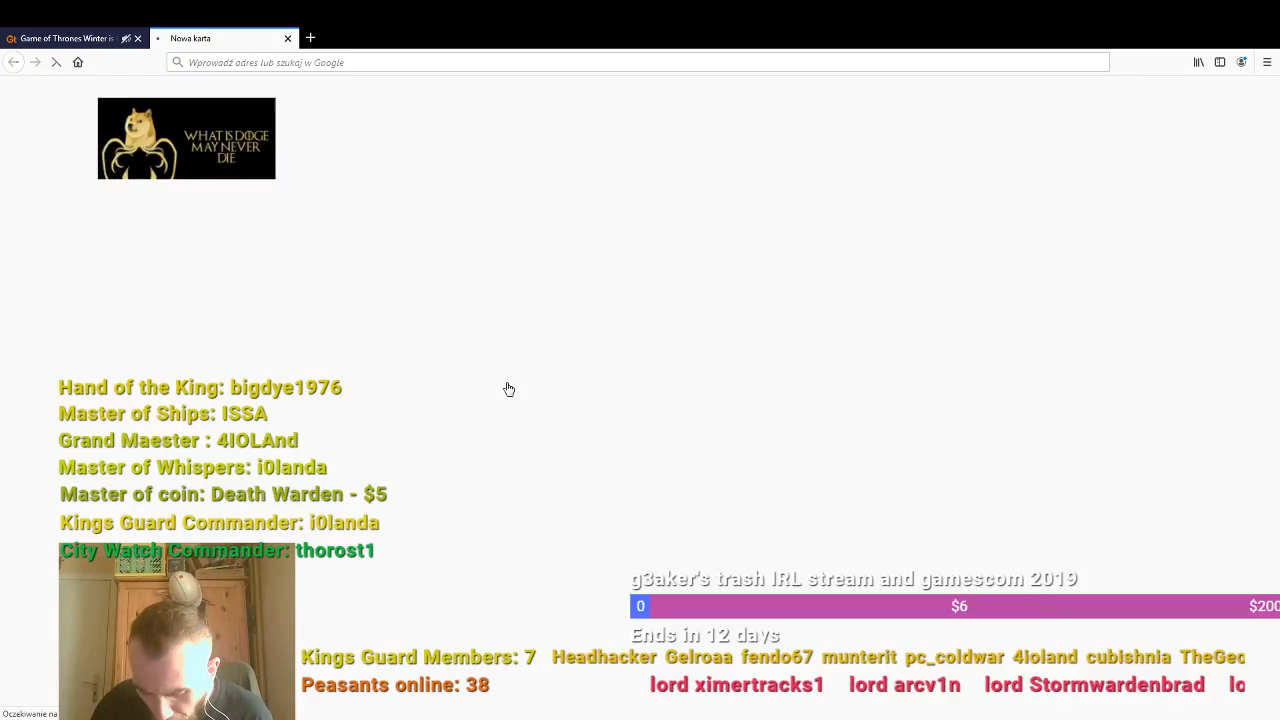 Game of Thrones Winter is
Nowa karta
Wprowadź adres lub szukaj w Google
WHAT IS DOGE
MAY NEVER
DIE
Hand of the King: bigdye1976
Master of Ships: ISSA
Grand Maester : 4IOLAnd
Master of Whispers: i0landa
Master of coin: Death Warden - $5
Kings Guard Commander: i0landa
City Watch Commander: thorost1
g3aker's trash IRL stream and gamescom 2019
0 $6 $200
Ends in 12 days
Kings Guard Members: 7 Headhacker Gelroaa fendo67 munterit pc_coldwar 4ioland cubishnia TheGeo
Peasants online: 38 lord ximertracks1 lord arcv1n lord Stormwardenbrad lo
Oczekiwanie na